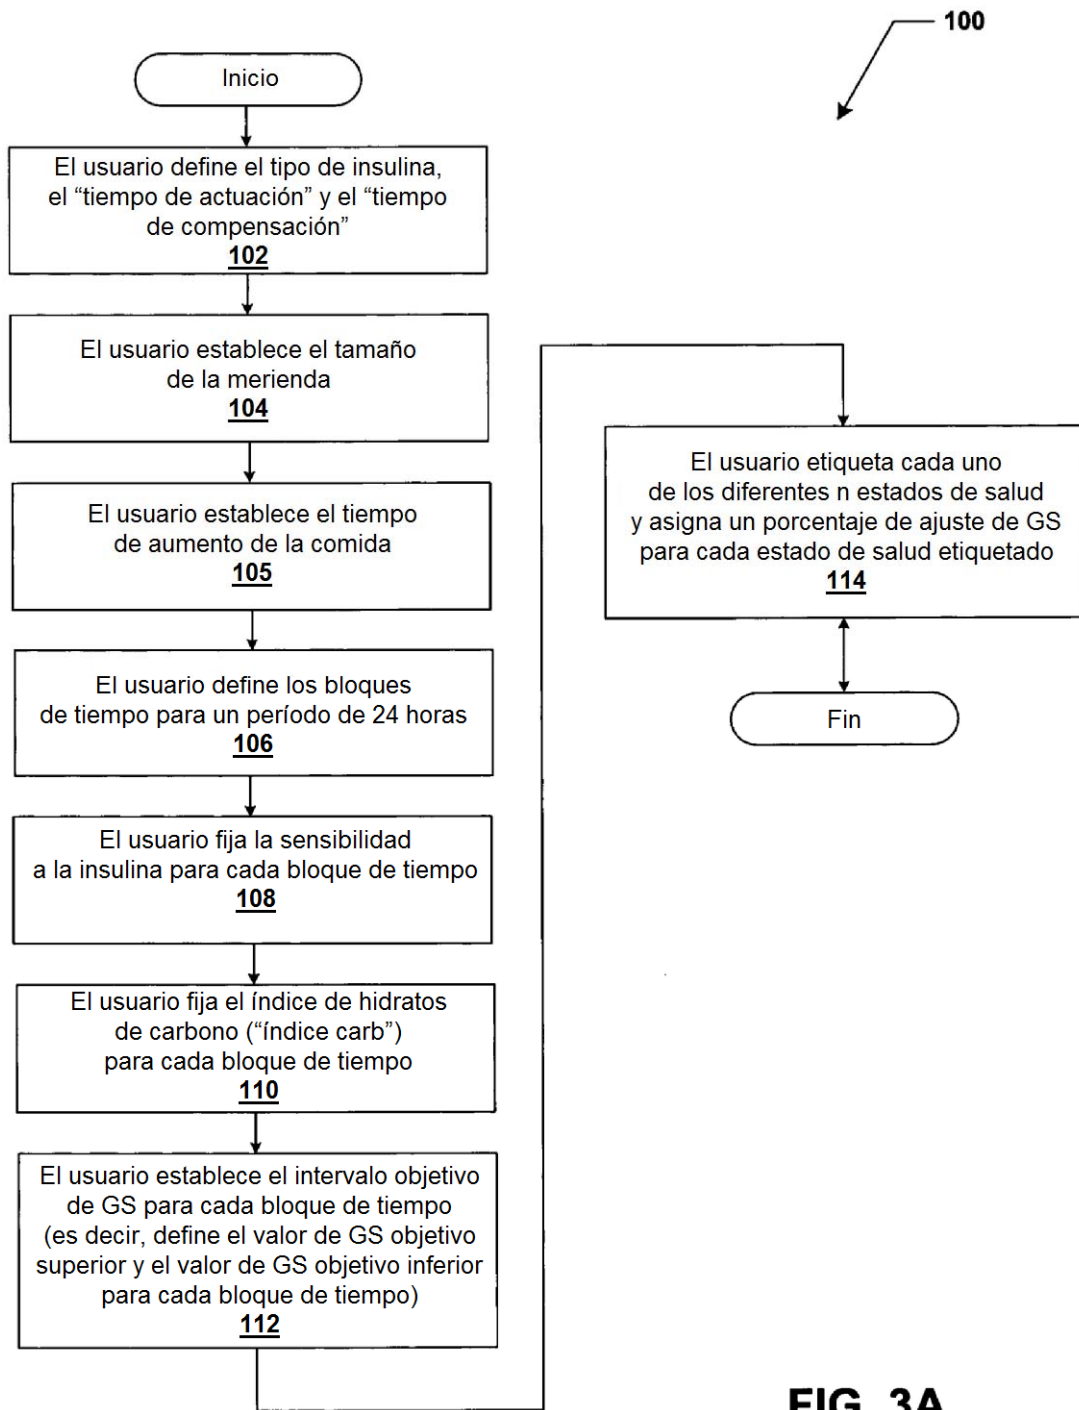 100
Inicio
El usuario define el tipo de insulina,
el “tiempo de actuación” y el “tiempo
de compensación”
102
El usuario establece el tamaño
de la merienda
104
El usuario establece el tiempo
de aumento de la comida
105
El usuario define los bloques
de tiempo para un período de 24 horas
106
El usuario fija la sensibilidad
a la insulina para cada bloque de tiempo
108
El usuario fija el índice de hidratos
de carbono (“índice carb”)
para cada bloque de tiempo
110
El usuario establece el intervalo objetivo
de GS para cada bloque de tiempo
(es decir, define el valor de GS objetivo
superior y el valor de GS objetivo inferior
para cada bloque de tiempo)
112
El usuario etiqueta cada uno
de los diferentes n estados de salud
y asigna un porcentaje de ajuste de GS
para cada estado de salud etiquetado
114
Fin
FIG. 3A